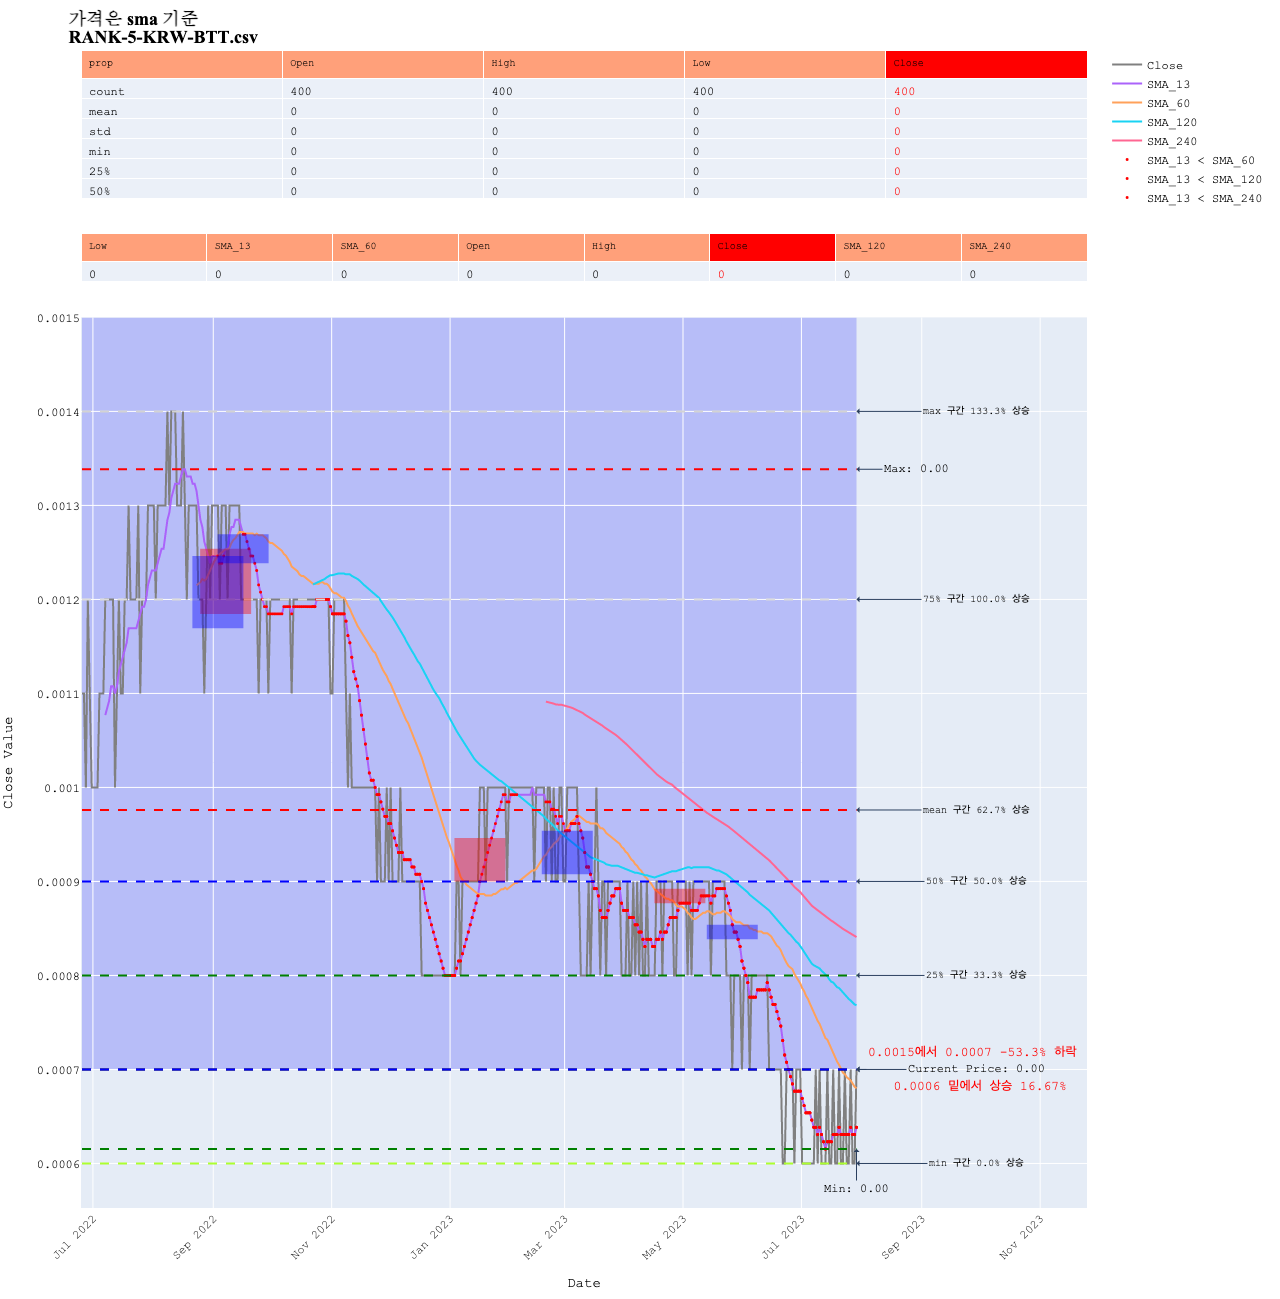 가격은 sma 기준
RANK-5-KRW-BTT.csv
prop Open High Low Close
count 400 400 400 400
mean 0 0 0 0
std 0 0 0 0
min 0 0 0 0
25% 0 0 0 0
50% 0 0 0 0
Close
SMA_13
SMA_60
SMA_120
SMA_240
SMA_13 < SMA_60
SMA_13 < SMA_120
SMA_13 < SMA_240
Low SMA_13 SMA_60 Open High Close SMA_120 SMA_240
0 0 0 0 0 0 0 0
0.0015
0.0014
0.0013
0.0012
0.0011
0.001
0.0009
0.0008
0.0007
0.0006
Close Value
max 구간 133.3% 상승
Max: 0.00
75% 구간 100.0% 상승
mean 구간 62.7% 상승
50% 구간 50.0% 상승
25% 구간 33.3% 상승
0.0015에서 0.0007 -53.3% 하락
Current Price: 0.00
0.0006 밑에서 상승 16.67%
min 구간 0.0% 상승
Min: 0.00
Jul 2022
Sep 2022
Nov 2022
Jan 2023
Mar 2023
May 2023
Jul 2023
Sep 2023
Nov 2023
Date